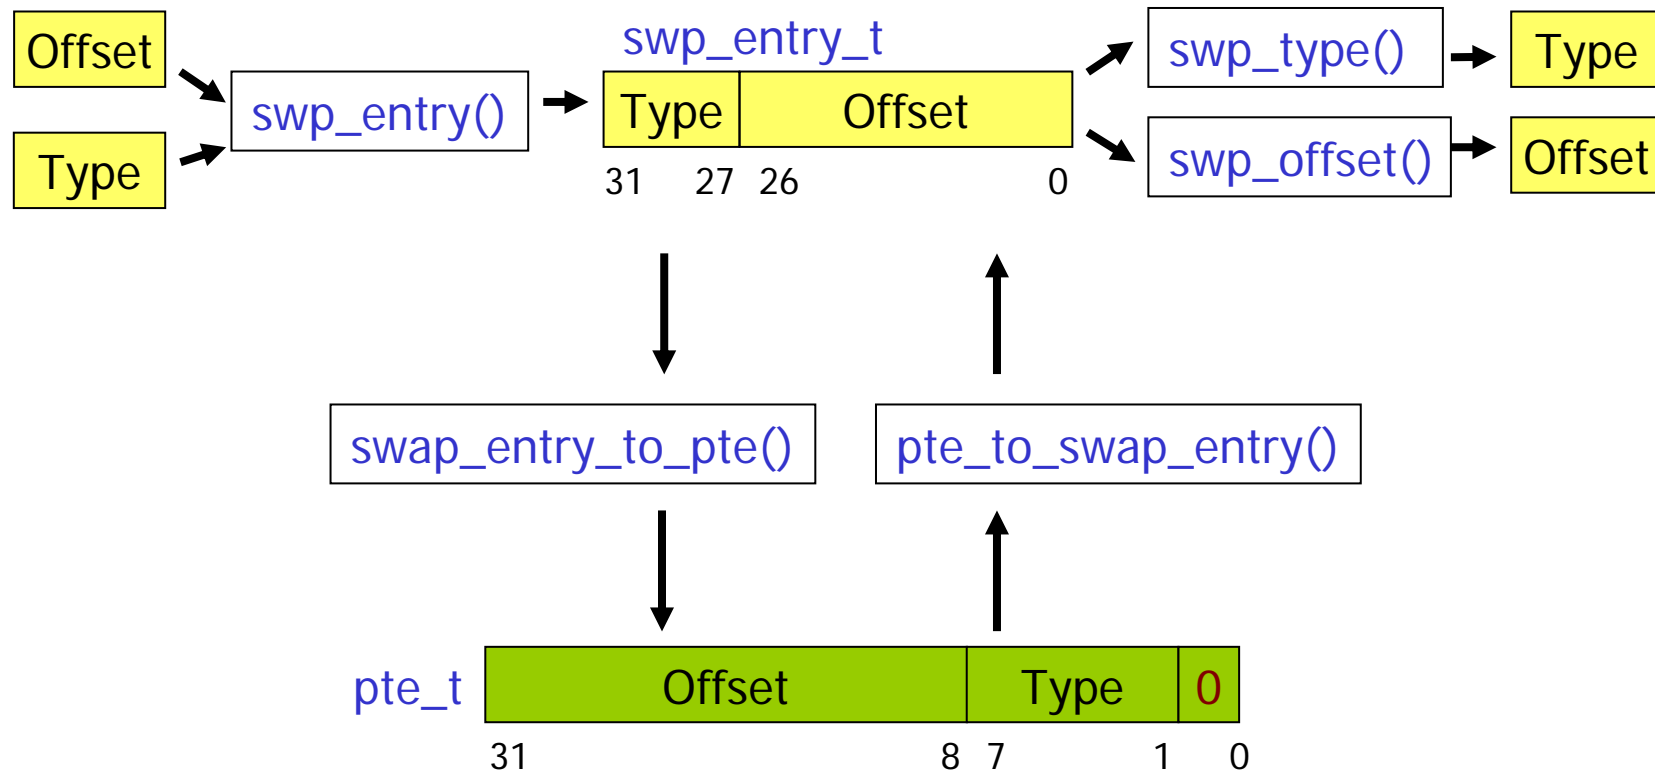 Offset
Type
swp_entry()
swp_entry_t
Type Offset
31 27 26 0
swp_type()
Type
swp_offset()
Offset
swap_entry_to_pte()
pte_to_swap_entry()
pte_t
Offset Type 0
31 8 7 1 0